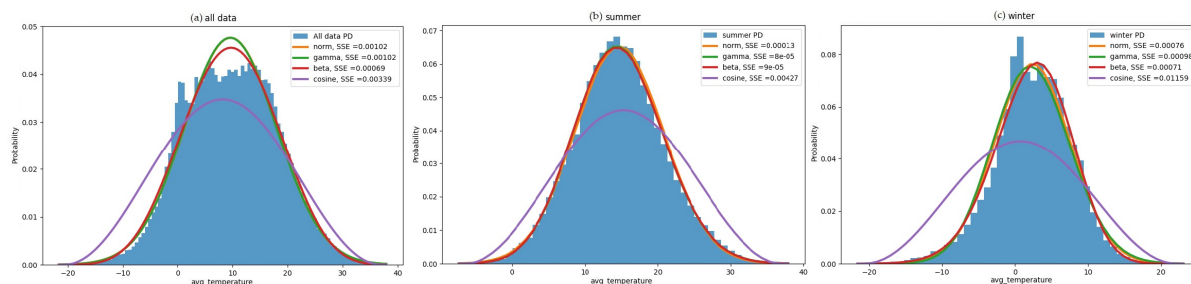 (a) all data
0.05
0.04
0.03
0.02
0.01
0.00
Probability
-20
-10
0
10
20
30
40
avg_temperature
All data PD
norm, SSE =0.00102
gamma, SSE =0.00102
beta, SSE =0.00069
cosine, SSE =0.00339
(b) summer
0.07
0.06
0.05
0.04
0.03
0.02
0.01
0.00
Probability
0
10
20
30
40
avg_temperature
summer PD
norm, SSE =0.00013
gamma, SSE =8e-05
beta, SSE =9e-05
cosine, SSE =0.00427
(c) winter
0.08
0.06
0.04
0.02
0.00
Probability
-20
-10
0
10
20
avg_temperature
winter PD
norm, SSE =0.00076
gamma, SSE =0.00098
beta, SSE =0.00071
cosine, SSE =0.01159